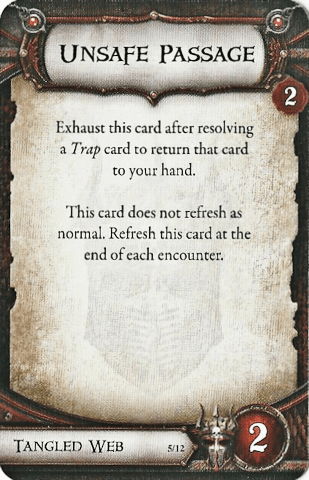 Unsafe Passage
2
Exhaust this card after resolving
a Trap card to return that card
to your hand.
This card does not refresh as
normal. Refresh this card at the
end of each encounter.
Tangled Web
5/12
2